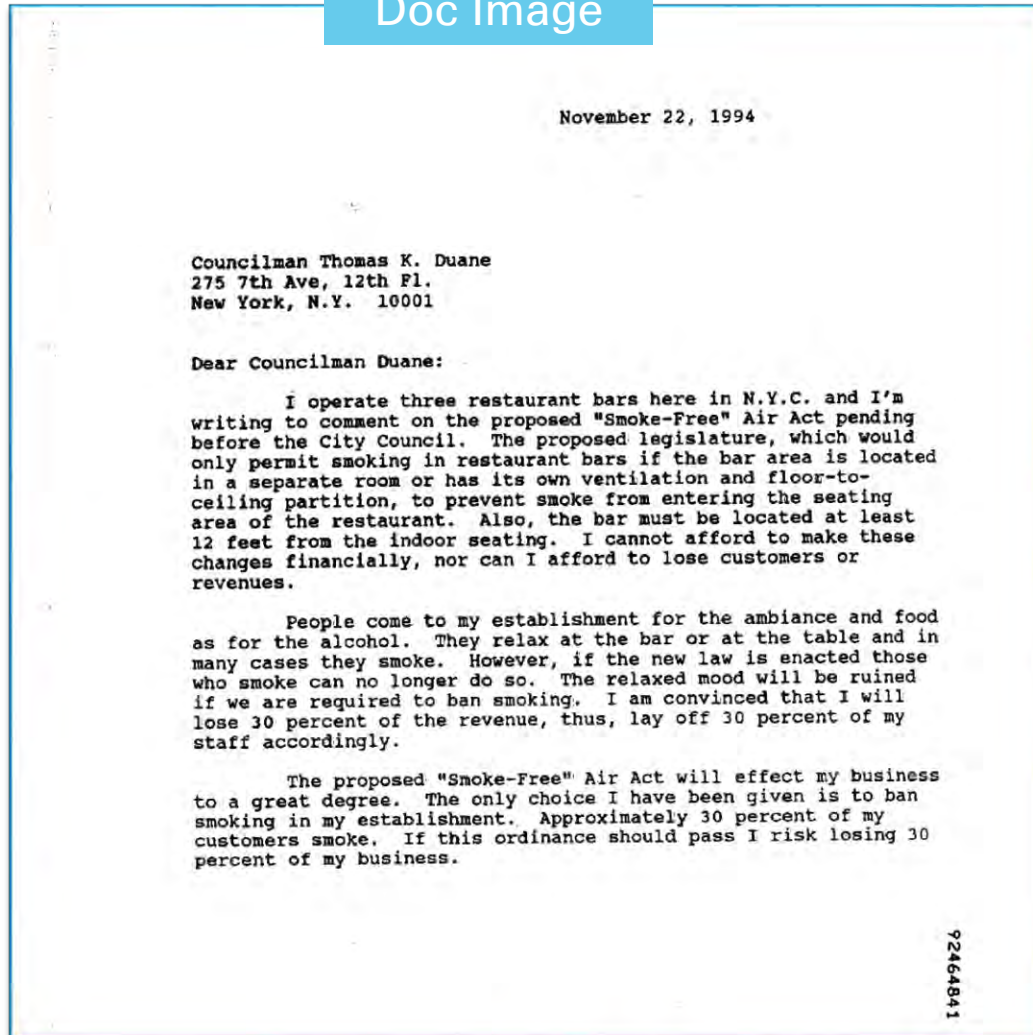 Doc Image
November 22, 1994
Councilman Thomas K. Duane
275 7th Ave, 12th Fl.
New York, N.Y. 10001
Dear Councilman Duane:
I operate three restaurant bars here in N.Y.C. and I'm
writing to comment on the proposed "Smoke-Free" Air Act pending
before the City Council. The proposed legislature, which would
only permit smoking in restaurant bars if the bar area is located
in a separate room or has its own ventilation and floor-to-
ceiling partition, to prevent smoke from entering the seating
area of the restaurant. Also, the bar must be located at least
12 feet from the indoor seating. I cannot afford to make these
changes financially, nor can I afford to lose customers or
revenues.
People come to my establishment for the ambiance and food
as for the alcohol. They relax at the bar or at the table and in
many cases they smoke. However, if the new law is enacted those
who smoke can no longer do so. The relaxed mood will be ruined
if we are required to ban smoking. I am convinced that I will
lose 30 percent of the revenue, thus, lay off 30 percent of my
staff accordingly.
The proposed "Smoke-Free" Air Act will effect my business
to a great degree. The only choice I have been given is to ban
smoking in my establishment. Approximately 30 percent of my
customers smoke. If this ordinance should pass I risk losing 30
percent of my business.
92464841